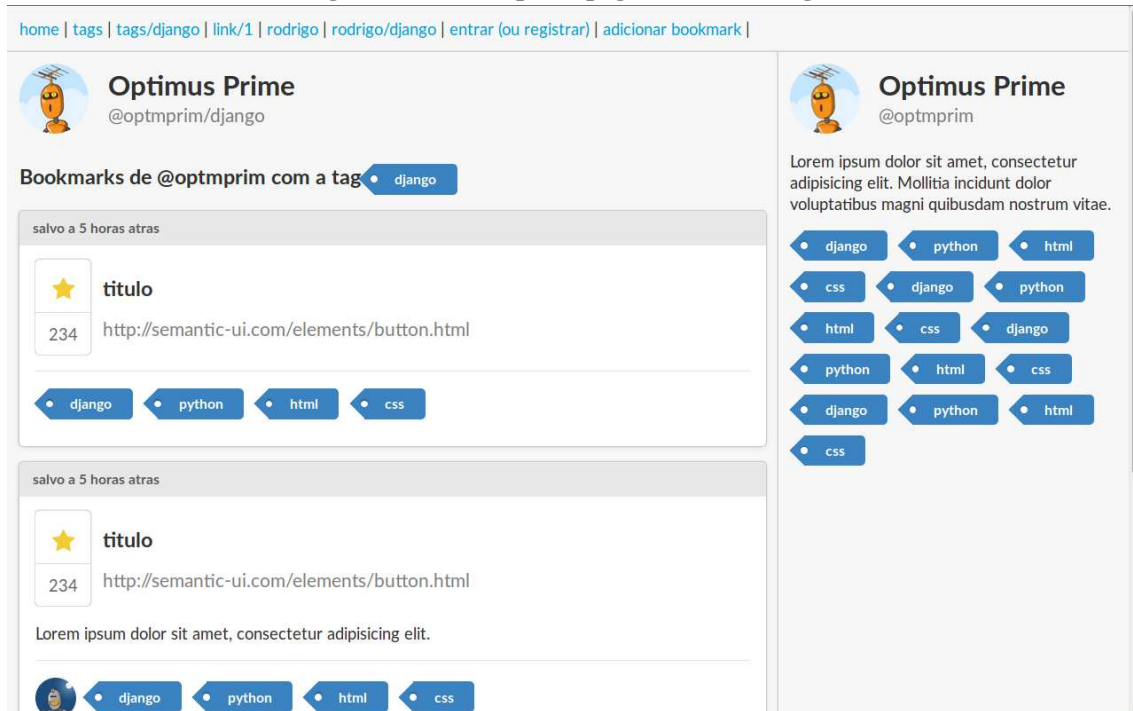 home | tags | tags/django | link/1 | rodrigo | rodrigo/django | entrar (ou registrar) | adicionar bookmark |
Optimus Prime
@optmprim/django
Bookmarks de @optmprim com a tag django
salvo a 5 horas atras
titulo
234
http://semantic-ui.com/elements/button.html
django python html css
salvo a 5 horas atras
titulo
234
http://semantic-ui.com/elements/button.html
Lorem ipsum dolor sit amet, consectetur adipisicing elit.
django python html css
Optimus Prime
@optmprim
Lorem ipsum dolor sit amet, consectetur
adipisicing elit. Mollitia incidunt dolor
voluptatibus magni quibusdam nostrum vitae.
django python html
css django python
html css django
python html css
django python html
css